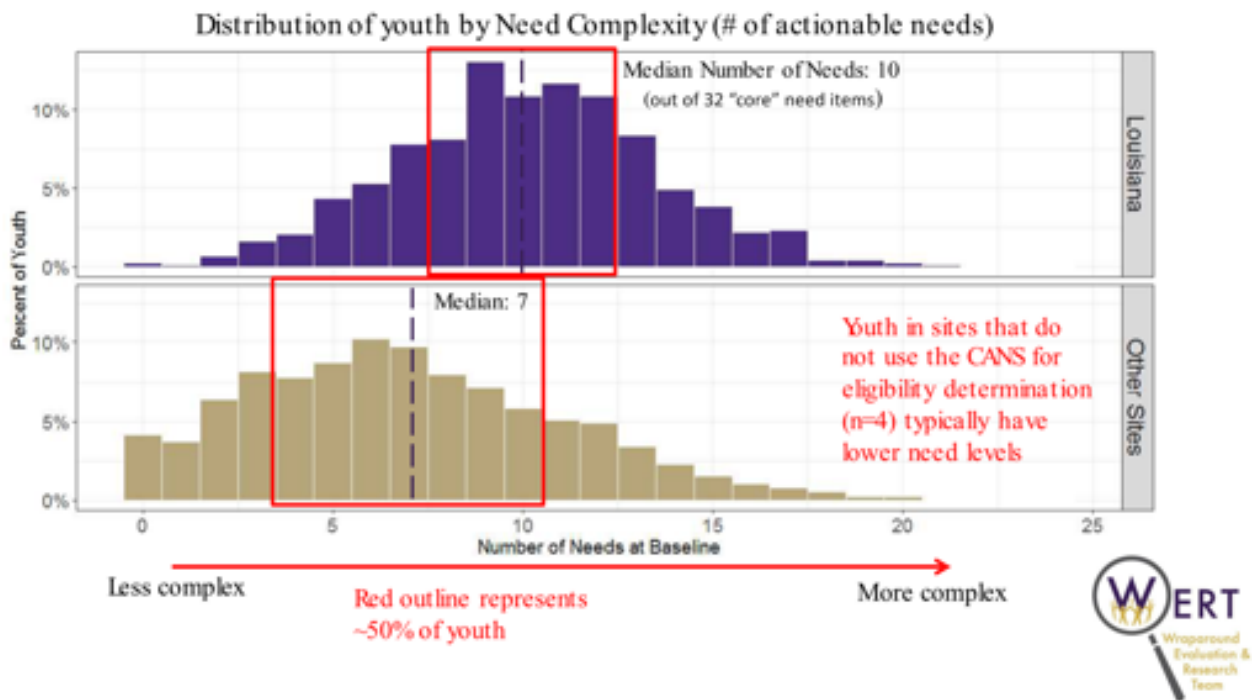 Distribution of youth by Need Complexity (# of actionable needs)
Median Number of Needs: 10
(out of 32 "core" need items)
10%
5%
0%
Louisiana
Percent of Youth
Median: 7
10%
5%
0%
Youth in sites that do
not use the CANS for
eligibility determination
(n=4) typically have
lower need levels
Other Sites
0
5
10
15
20
25
Number of Needs at Baseline
Less complex
More complex
Red outline represents
~50% of youth
WERT
Wraparound
Evaluation &
Research
Team